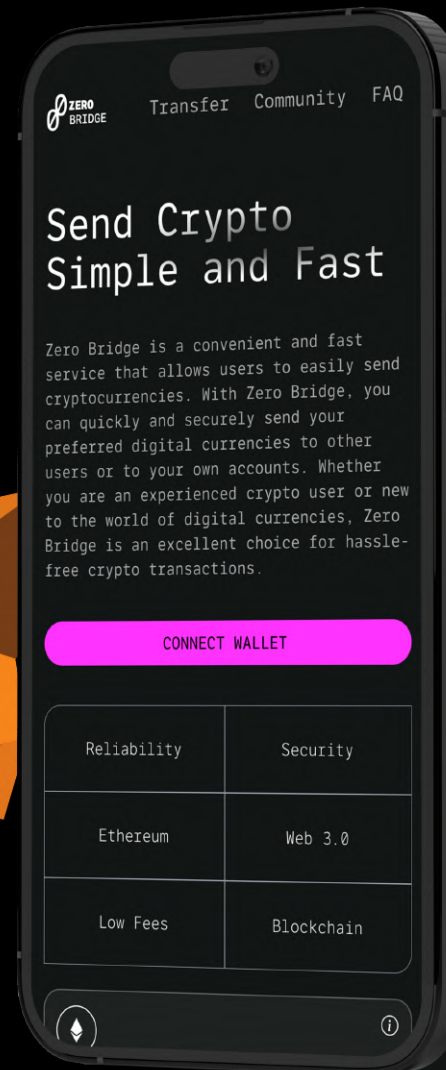 ZERO
BRIDGE
Transfer Community FAQ
Send Crypto
Simple and Fast
Zero Bridge is a convenient and fast
service that allows users to easily send
cryptocurrencies. With Zero Bridge, you
can quickly and securely send your
preferred digital currencies to other
users or to your own accounts. Whether
you are an experienced crypto user or new
to the world of digital currencies, Zero
Bridge is an excellent choice for hassle-
free crypto transactions.
CONNECT WALLET
Reliability Security
Ethereum Web 3.0
Low Fees Blockchain
i